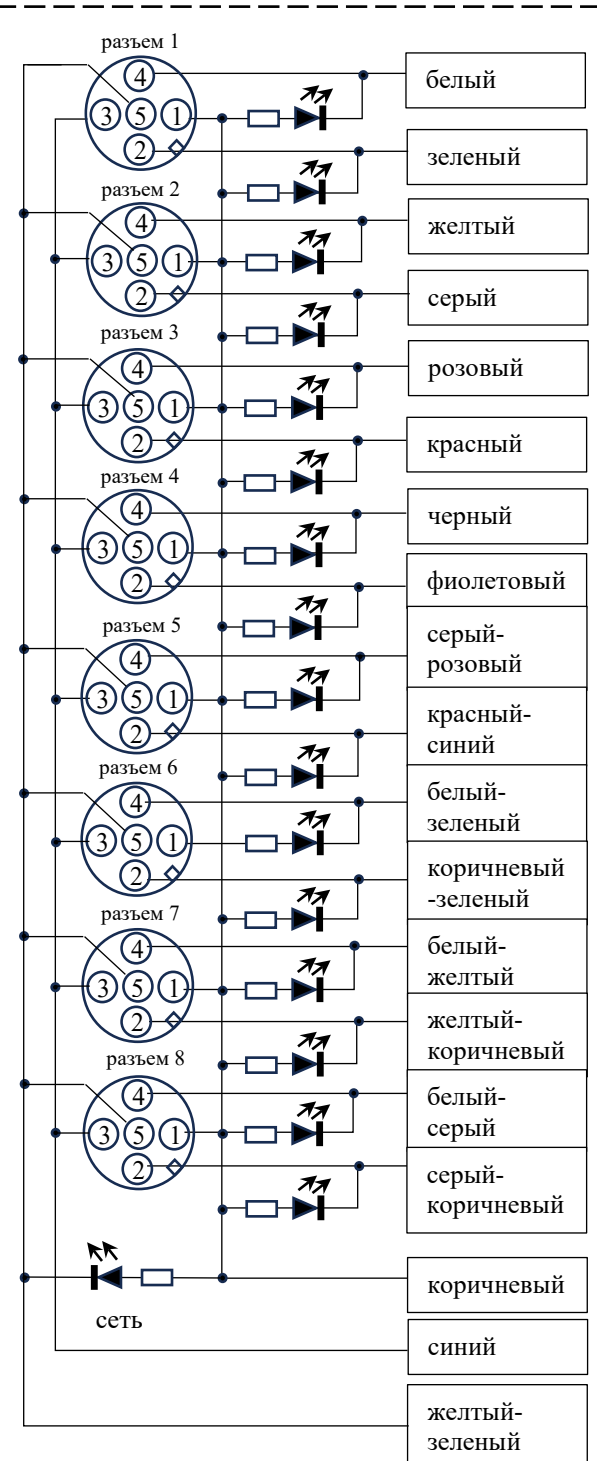 разъем 1
4
белый
3 5 1
2
зеленый
разъем 2
4
желтый
3 5 1
2
серый
разъем 3
4
розовый
3 5 1
2
красный
разъем 4
4
черный
3 5 1
2
фиолетовый
разъем 5
4
серый-
розовый
3 5 1
2
красный-
синий
разъем 6
4
белый-
зеленый
3 5 1
2
коричневый
-зеленый
разъем 7
4
белый-
желтый
3 5 1
2
желтый-
коричневый
разъем 8
4
белый-
серый
3 5 1
2
серый-
коричневый
коричневый
сеть
синий
желтый-
зеленый